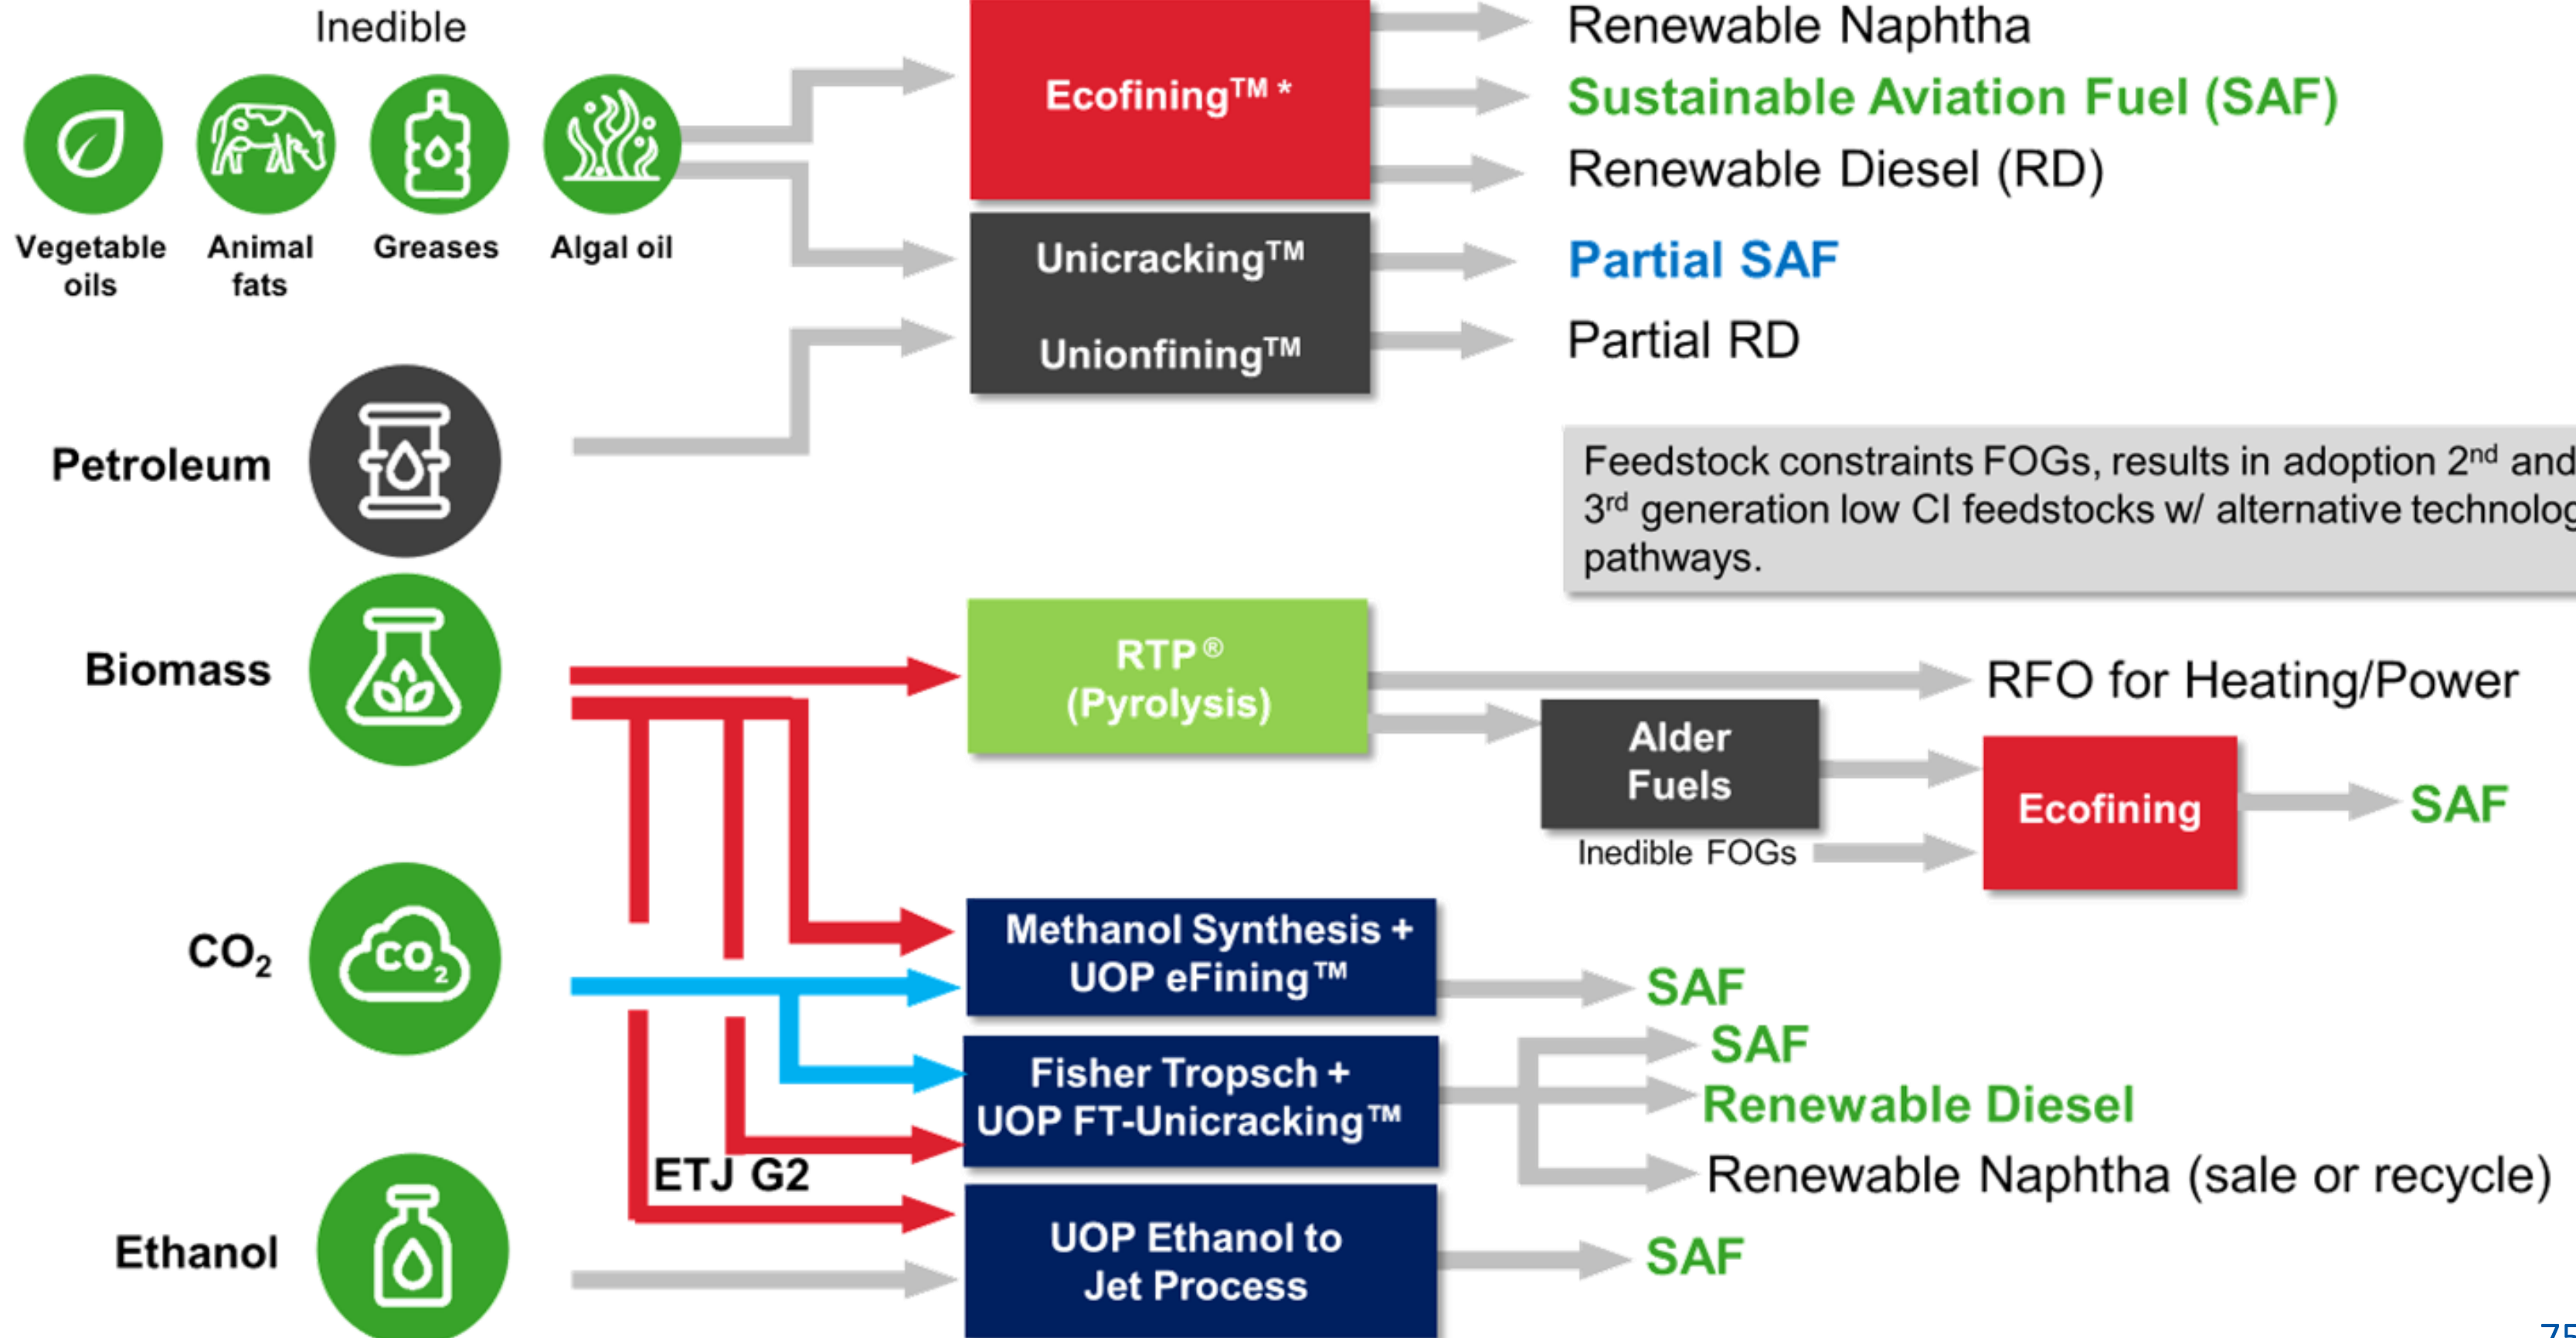 Inedible
Vegetable
oils
Animal
fats
Greases
Algal oil
Ecofining™ *
Renewable Naphtha
Sustainable Aviation Fuel (SAF)
Renewable Diesel (RD)
Unicracking™
Unionfining™
Partial SAF
Partial RD
Petroleum
Feedstock constraints FOGs, results in adoption 2nd and
3rd generation low CI feedstocks w/ alternative technolog
pathways.
Biomass
RTP®
(Pyrolysis)
RFO for Heating/Power
Alder
Fuels
Inedible FOGs
Ecofining
SAF
CO₂
CO₂
Methanol Synthesis +
UOP eFining™
SAF
Fisher Tropsch +
UOP FT-Unicracking™
SAF
Renewable Diesel
Renewable Naphtha (sale or recycle)
ETJ G2
Ethanol
UOP Ethanol to
Jet Process
SAF